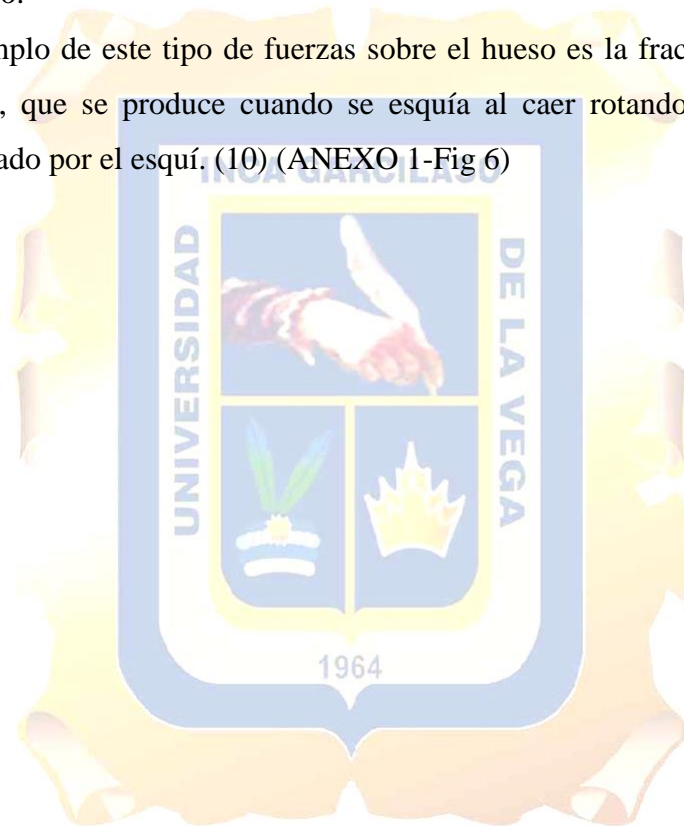 o.
mplo de este tipo de fuerzas sobre el hueso es la frac
, que se produce cuando se esquía al caer rotando
ado por el esquí. (10) (ANEXO 1-Fig 6)
INCA GARCILASO
UNIVERSIDAD
DE LA VEGA
1964